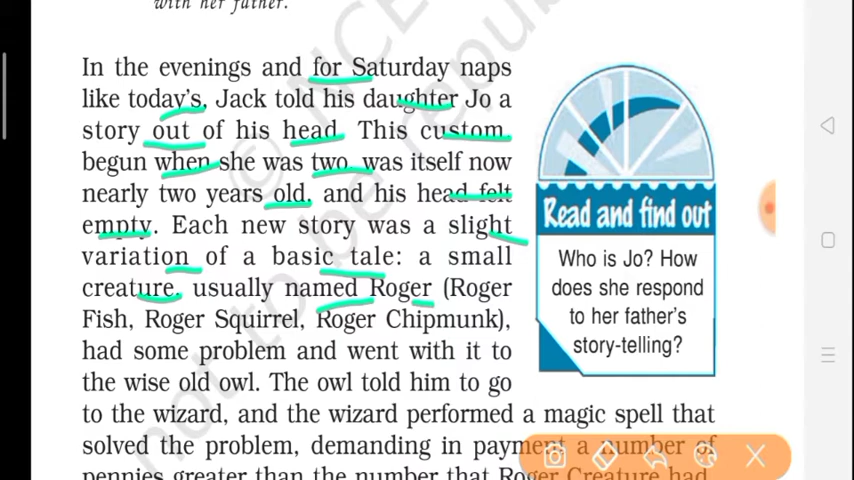 with her father.
In the evenings and for Saturday naps
like today's, Jack told his daughter Jo a
story out of his head. This custom,
begun when she was two, was itself now
nearly two years old, and his head felt
empty. Each new story was a slight
variation of a basic tale: a small
creature, usually named Roger (Roger
Fish, Roger Squirrel, Roger Chipmunk),
had some problem and went with it to
the wise old owl. The owl told him to go
to the wizard, and the wizard performed a magic spell that
solved the problem, demanding in payment a number of
pennies greater than the number that Roger Creature had,
Read and find out
Who is Jo? How
does she respond
to her father's
story-telling?
© NCE
not to be republ